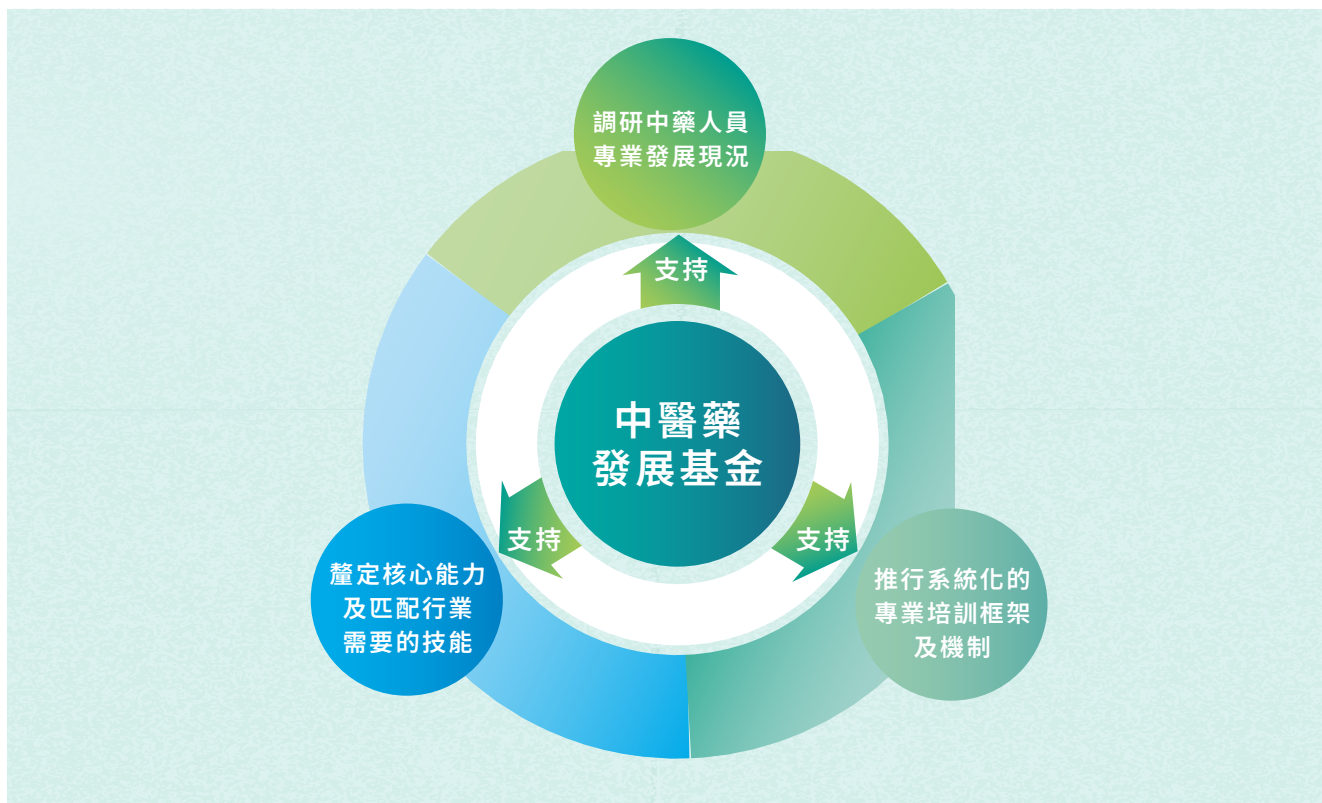 調研中藥人員
專業發展現況
支持
中醫藥
發展基金
支持
支持
釐定核心能力
及匹配行業
需要的技能
推行系統化的
專業培訓框架
及機制